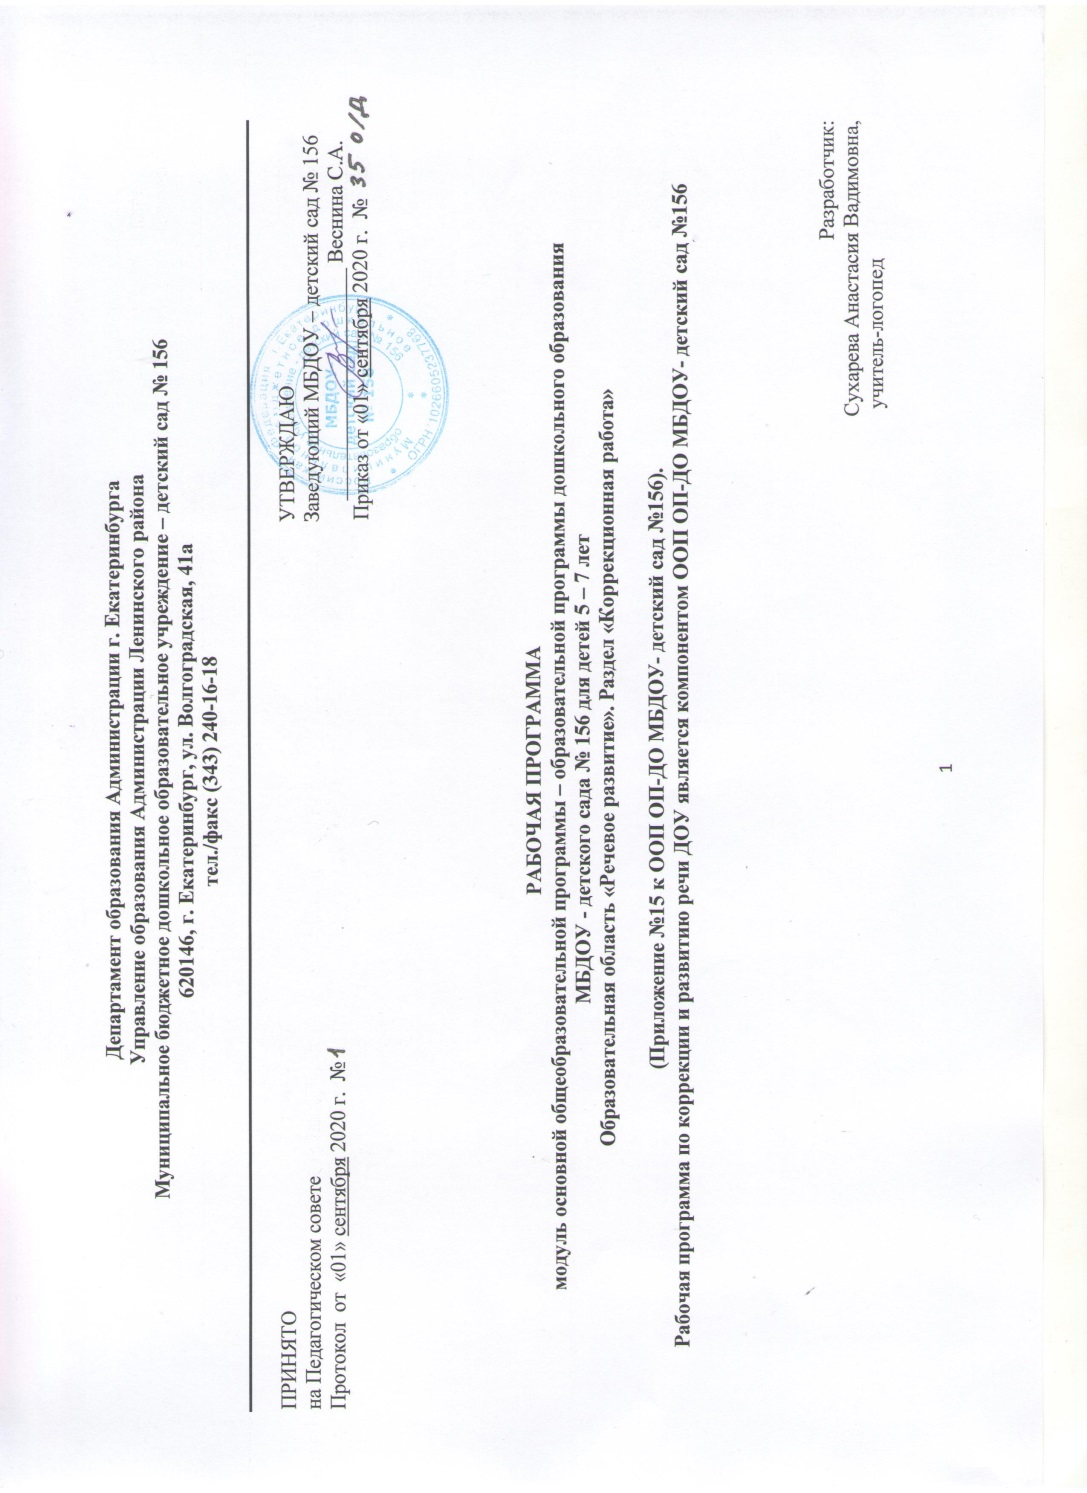 Департамент образования Администрации г. Екатеринбурга
Управление образования Администрации Ленинского района
Муниципальное бюджетное дошкольное образовательное учреждение – детский сад № 156
620146, г. Екатеринбург, ул. Волгоградская, 41а
тел./факс (343) 240-16-18
ПРИНЯТО
на Педагогическом совете
Протокол от «01» сентября 2020 г. №1
УТВЕРЖДАЮ
Заведующий МБДОУ – детский сад № 156
Веснина С.А.
Приказ от «01» сентября 2020 г. № 35 о/д
МБДОУ
ОГРН 1026605237768
РАБОЧАЯ ПРОГРАММА
модуль основной общеобразовательной программы – образовательной программы дошкольного образования
МБДОУ - детского сада № 156 для детей 5 – 7 лет
Образовательная область «Речевое развитие». Раздел «Коррекционная работа»
(Приложение №15 к ООП ОП-ДО МБДОУ- детский сад №156).
Рабочая программа по коррекции и развитию речи ДОУ является компонентом ООП ОП-ДО МБДОУ- детский сад №156
Разработчик:
Сухарева Анастасия Вадимовна,
учитель-логопед
1